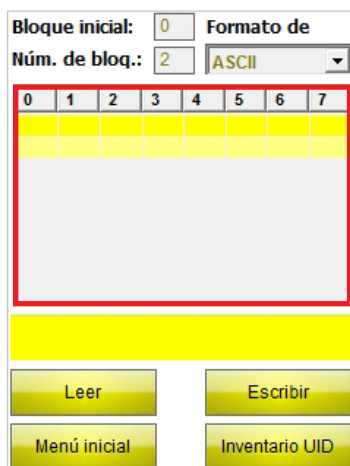 Bloque inicial: 0 Formato de
Núm. de bloq.: 2 ASCII
0 1 2 3 4 5 6 7
Leer Escribir
Menú inicial Inventario UID